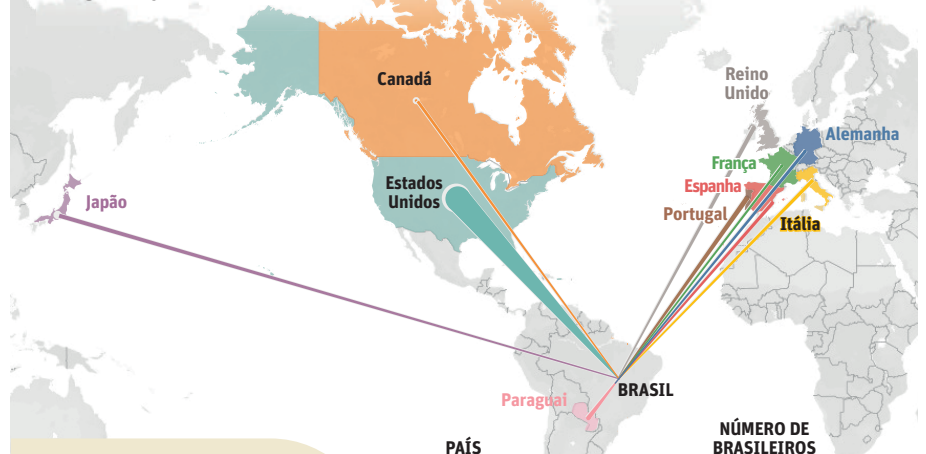 Canadá
Reino
Unido
Alemanha
França
Estados
Unidos
Espanha
Japão
Portugal
Itália
BRASIL
Paraguai
PAÍS
NÚMERO DE
BRASILEIROS